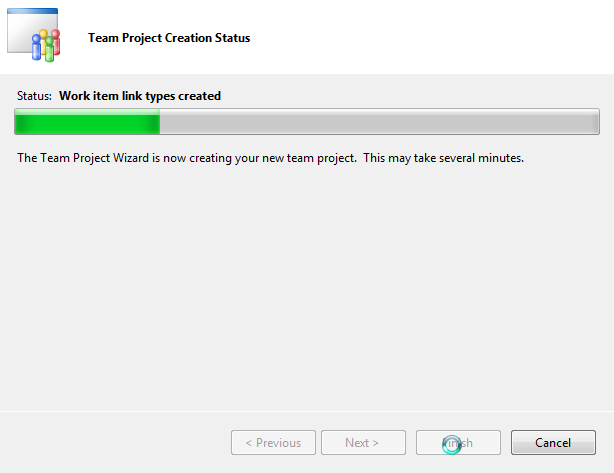 Team Project Creation Status
Status: Work item link types created
The Team Project Wizard is now creating your new team project. This may take several minutes.
< Previous Next > Finish Cancel